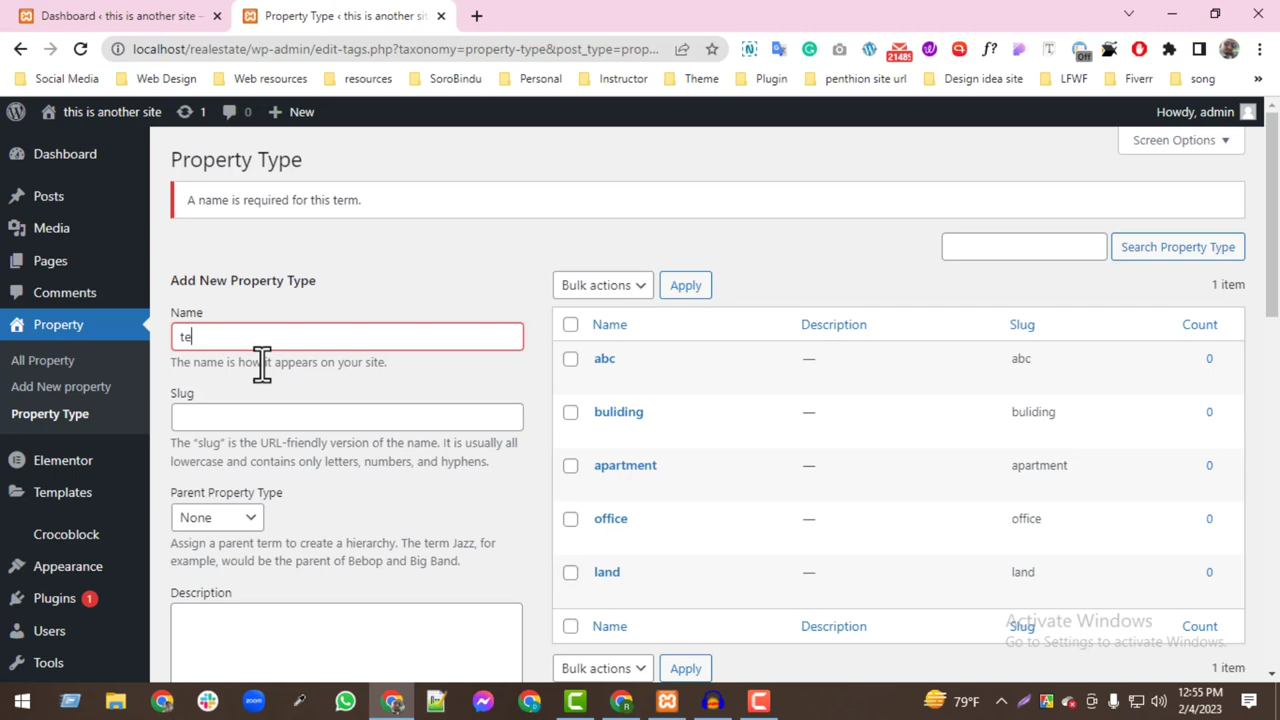 Dashboard ‹ this is another site —
Property Type ‹ this is another sit
localhost/realestate/wp-admin/edit-tags.php?taxonomy=property-type&post_type=prop...
21485
Off
Social Media
Web Design
Web resources
resources
SoroBindu
Personal
Instructor
Theme
Plugin
penthion site url
Design idea site
LFWF
Fiverr
song
»
this is another site
1
0
New
Howdy, admin
Screen Options
Dashboard
Posts
Media
Pages
Comments
Property
All Property
Add New property
Property Type
Elementor
Templates
Crocoblock
Appearance
Plugins 1
Users
Tools
Property Type
A name is required for this term.
Search Property Type
Add New Property Type
Name
te
The name is how it appears on your site.
Slug
The “slug” is the URL-friendly version of the name. It is usually all
lowercase and contains only letters, numbers, and hyphens.
Parent Property Type
None
Assign a parent term to create a hierarchy. The term Jazz, for
example, would be the parent of Bebop and Big Band.
Description
Bulk actions
Apply
1 item
Name Description Slug Count
abc — abc 0
buliding — buliding 0
apartment — apartment 0
office — office 0
land — land 0
Name Description Slug Count
Bulk actions
Apply
1 item
Activate Windows
Go to Settings to activate Windows.
zoom
79°F
12:55 PM
2/4/2023